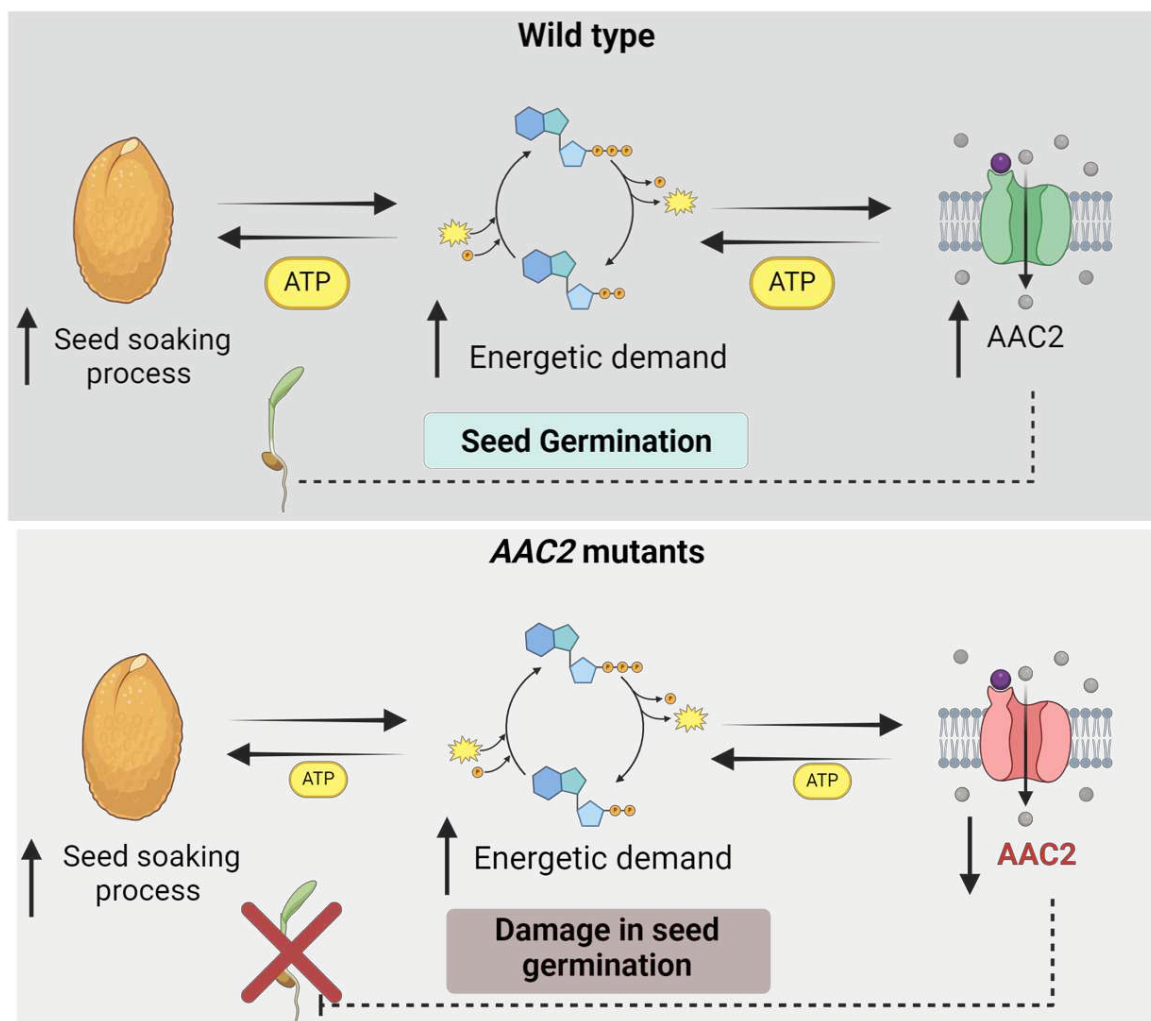 Wild type
P P P
P
P
P P
ATP
ATP
Seed soaking
process
Energetic demand
AAC2
Seed Germination
AAC2 mutants
P P P
P
P
P P
ATP
ATP
Seed soaking
process
Energetic demand
AAC2
Damage in seed
germination